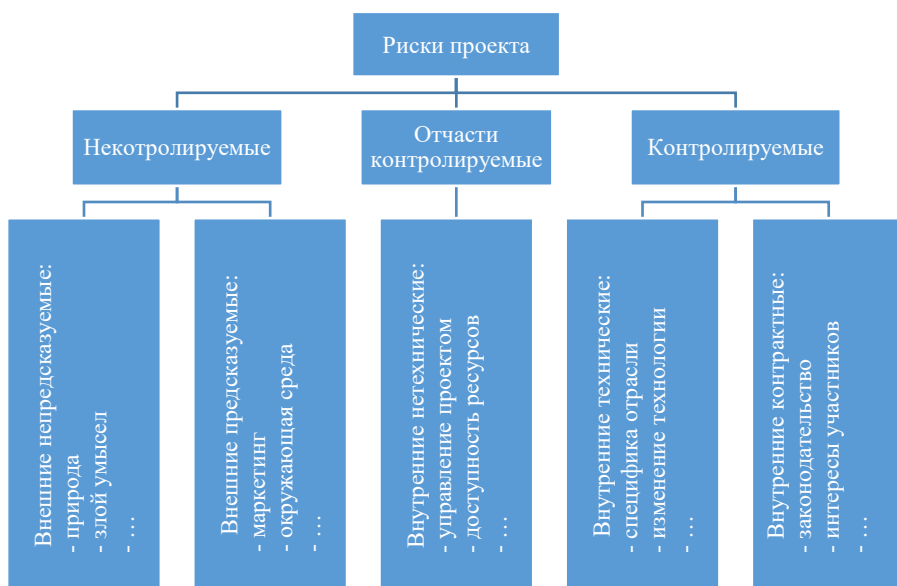 Риски проекта
Некотролируемые
Отчасти
контролируемые
Контролируемые
Внешние непредсказуемые:
- природа
- злой умысел
- …
Внешние предсказуемые:
- маркетинг
- окружающая среда
- …
Внутренние нетехнические:
- управление проектом
- доступность ресурсов
- …
Внутренние технические:
- специфика отрасли
- изменение технологии
- …
Внутренние контрактные:
- законодательство
- интересы участников
- …